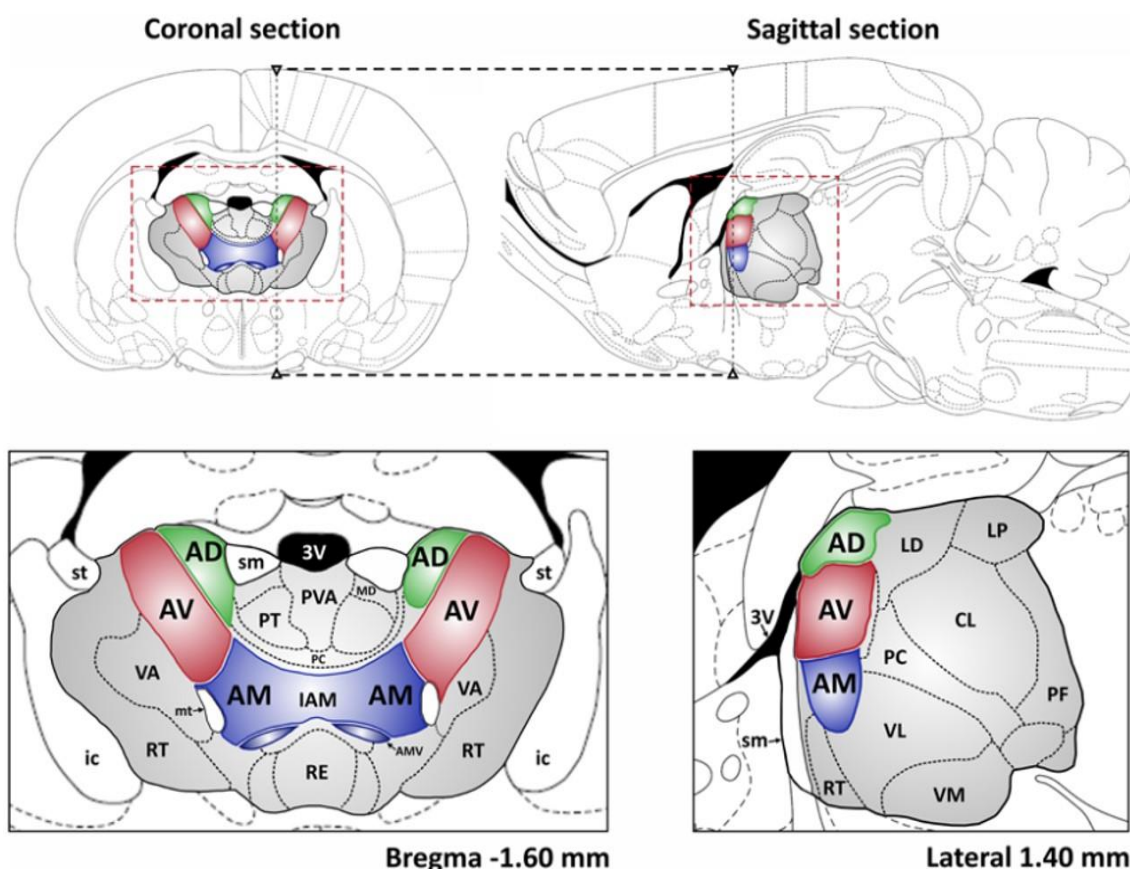 Coronal section
Sagittal section
AD
sm
3V
AD
st
st
AV
PVA
MD
AV
PT
PC
VA
VA
AM
IAM
AM
mt
AMV
RT
RE
RT
ic
ic
Bregma -1.60 mm
LP
AD
LD
AV
3V
CL
PC
AM
PF
VL
sm
RT
VM
Lateral 1.40 mm